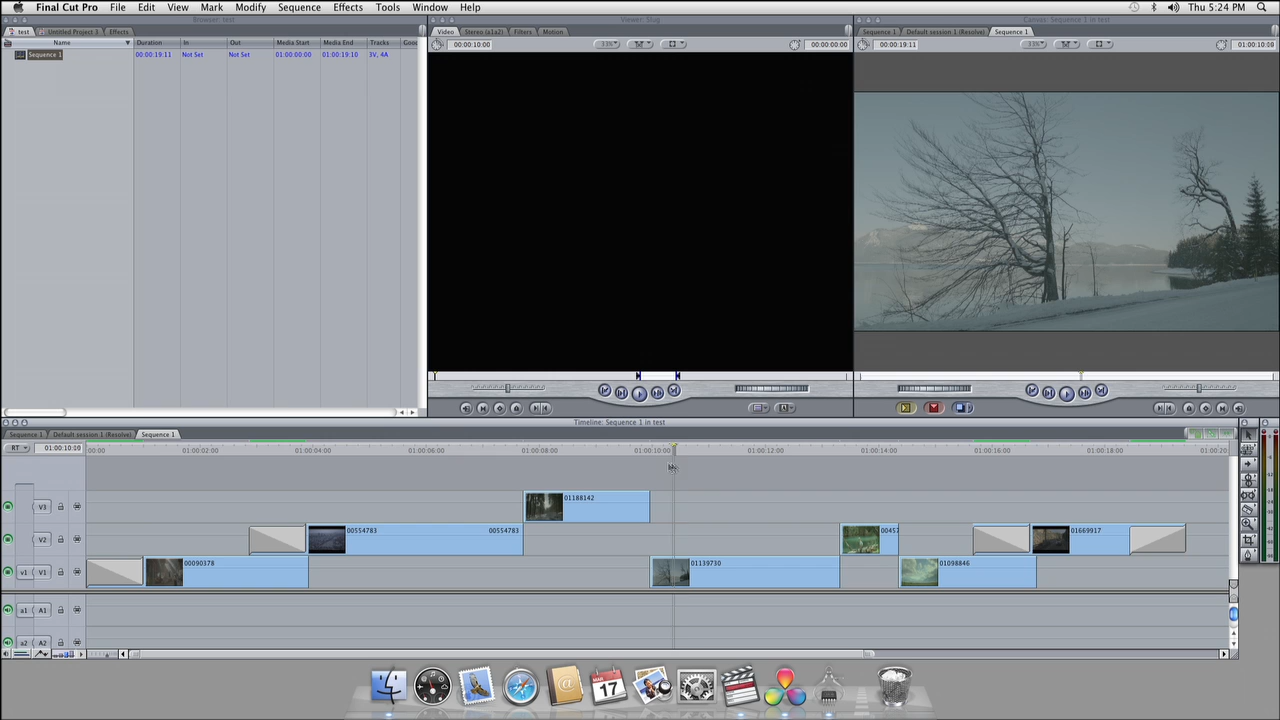 Final Cut Pro File Edit View Mark Modify Sequence Effects Tools Window Help Thu 5:24 PM
Browser: test
Viewer: Slug
Canvas: Sequence 1 in test
test Untitled Project 3 Effects
Video Stereo (a1a2) Filters Motion
Sequence 1 Default session 1 (Resolve) Sequence 1
Name Duration In Out Media Start Media End Tracks Good
00:00:10:00 33% 00:00:00:00
00:00:19:11 33%
Sequence 1 00:00:19:11 Not Set Not Set 01:00:00:00 01:00:19:10 3V, 4A
Timeline: Sequence 1 in test
Sequence 1 Default session 1 (Resolve) Sequence 1
RT
00:00 01:00:02:00 01:00:04:00 01:00:06:00 01:00:08:00 01:00:10:00 01:00:12:00 01:00:14:00 01:00:16:00 01:00:18:00 01:00:20
V3 01188142
V2 00554783 00554783 0045 01669917
v1 V1 00090378 01139730 01098846
a1 A1
a2 A2
MAR
17